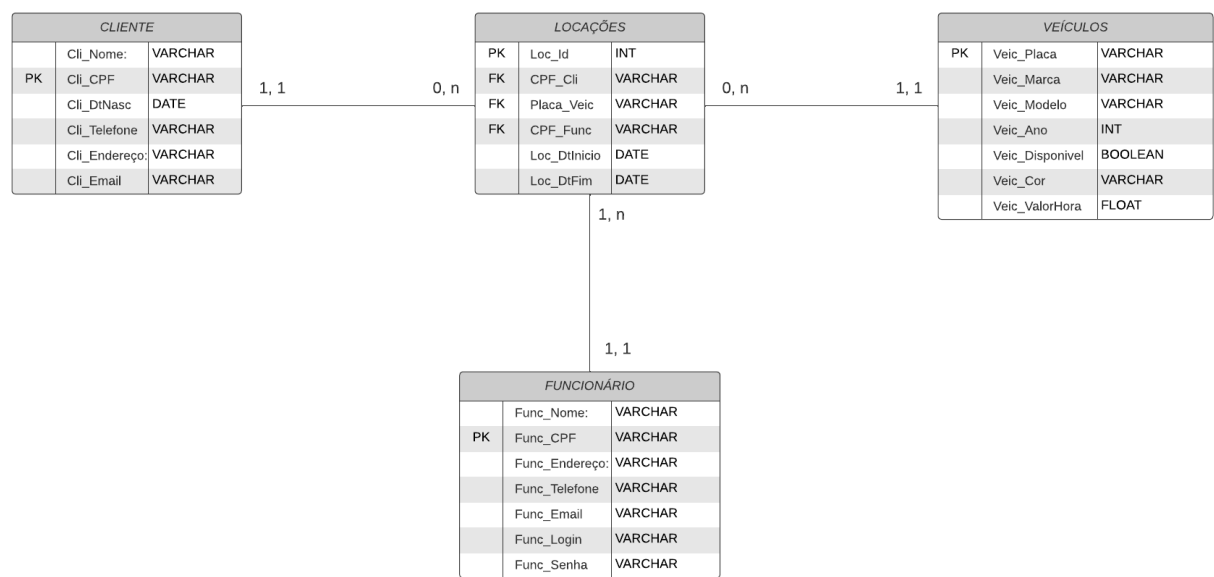 CLIENTE
Cli_Nome: VARCHAR
PK Cli_CPF VARCHAR
Cli_DtNasc DATE
Cli_Telefone VARCHAR
Cli_Endereço: VARCHAR
Cli_Email VARCHAR
1, 1
0, n
LOCAÇÕES
PK Loc_Id INT
FK CPF_Cli VARCHAR
FK Placa_Veic VARCHAR
FK CPF_Func VARCHAR
Loc_DtInicio DATE
Loc_DtFim DATE
0, n
1, 1
VEÍCULOS
PK Veic_Placa VARCHAR
Veic_Marca VARCHAR
Veic_Modelo VARCHAR
Veic_Ano INT
Veic_Disponivel BOOLEAN
Veic_Cor VARCHAR
Veic_ValorHora FLOAT
1, n
1, 1
FUNCIONÁRIO
Func_Nome: VARCHAR
PK Func_CPF VARCHAR
Func_Endereço: VARCHAR
Func_Telefone VARCHAR
Func_Email VARCHAR
Func_Login VARCHAR
Func_Senha VARCHAR